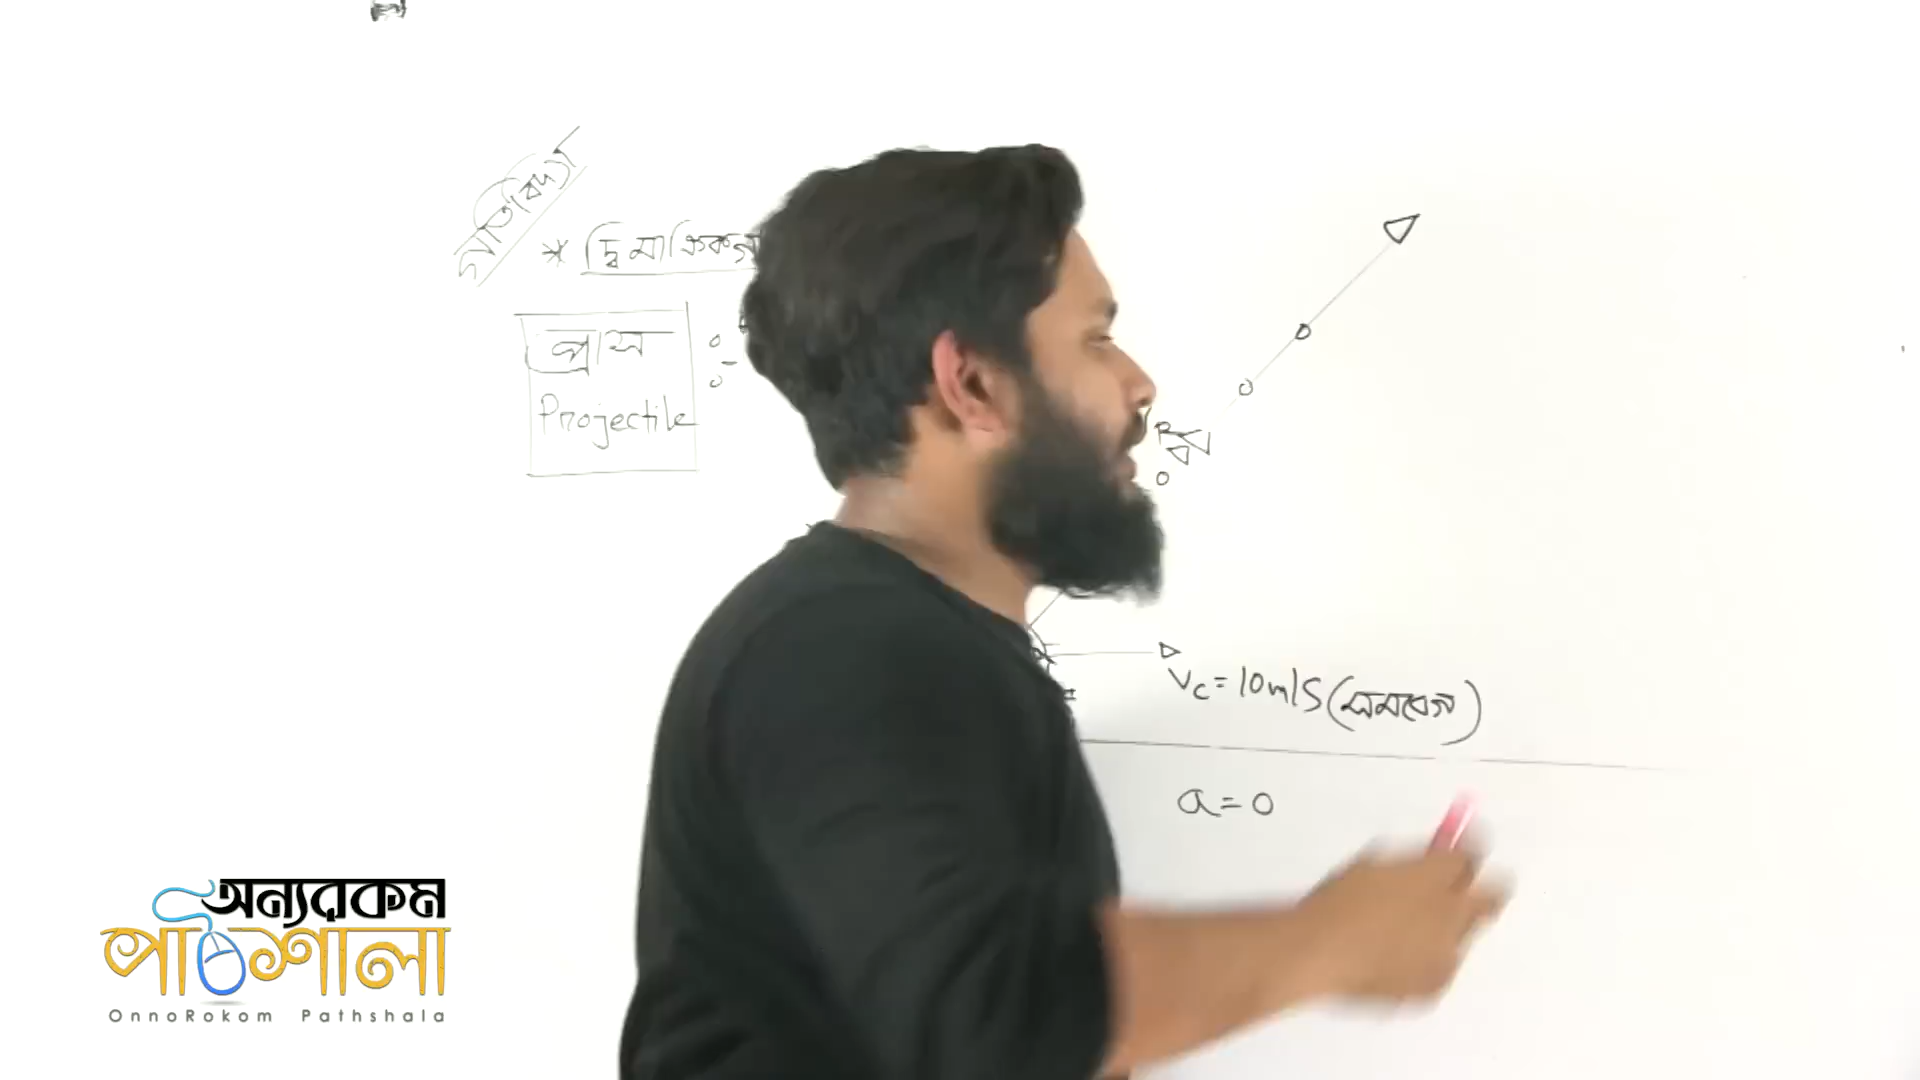 গতিবিদ্যা
* দ্বিমাত্রিক
প্রাস
Projectile
R
Vc = 10m/s (সমবেগ)
a = 0
অন্যরকম
পাঠশালা
OnnoRokom Pathshala